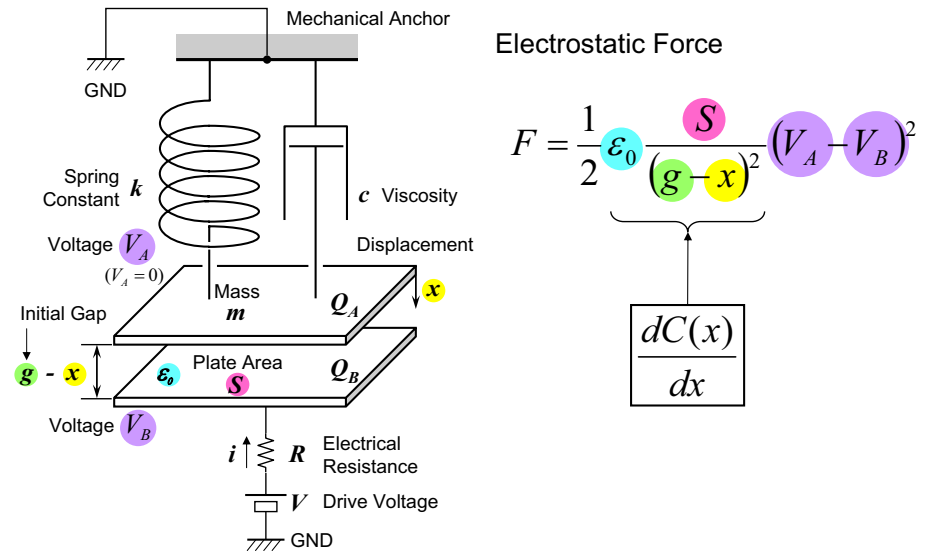 Mechanical Anchor
GND
Spring
Constant k
c Viscosity
Voltage V_A
(V_A = 0)
Displacement
x
Mass
m
Q_A
Initial Gap
g - x
Plate Area
ε₀
S
Q_B
Voltage V_B
i
R
Electrical
Resistance
V Drive Voltage
GND
Electrostatic Force
F = 1/2 ε₀ S/(g - x)² (V_A - V_B)²
dC(x)/dx